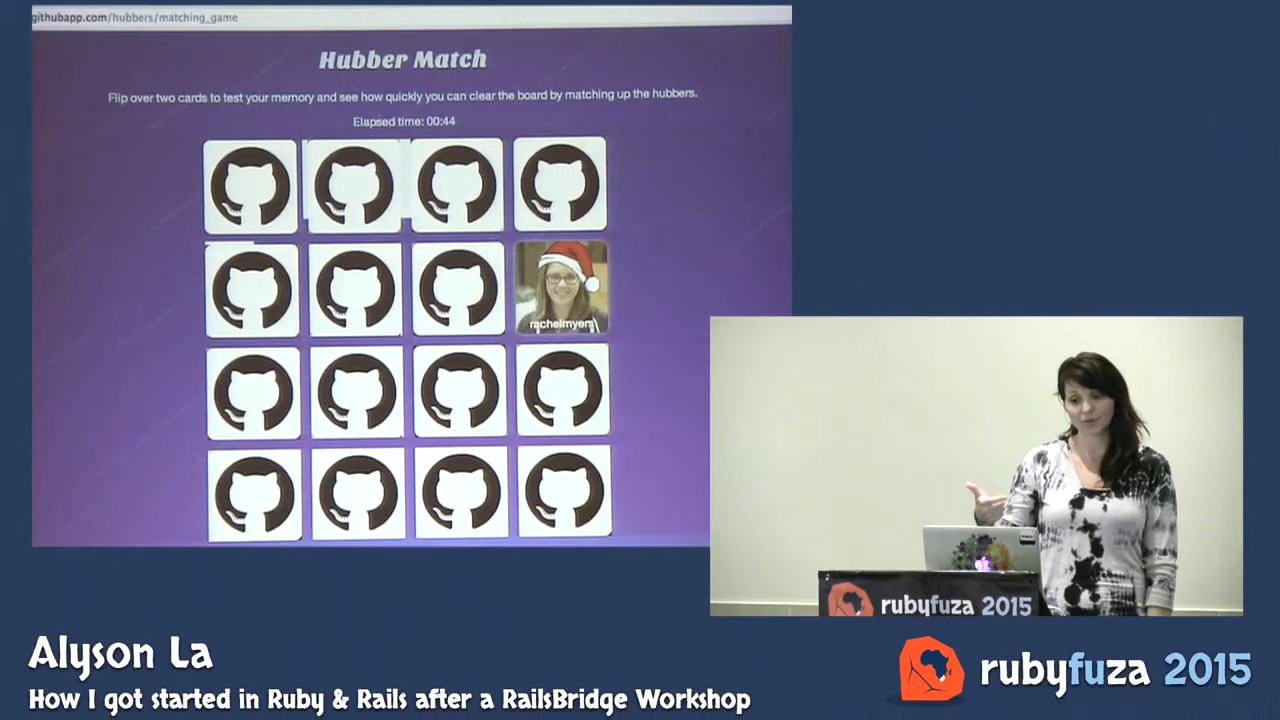 githubapp.com/hubbers/matching_game
Hubber Match
Flip over two cards to test your memory and see how quickly you can clear the board by matching up the hubbers.
Elapsed time: 00:44
rachelmyers
rubyfuza 2015
Alyson La
How I got started in Ruby & Rails after a RailsBridge Workshop
rubyfuza 2015